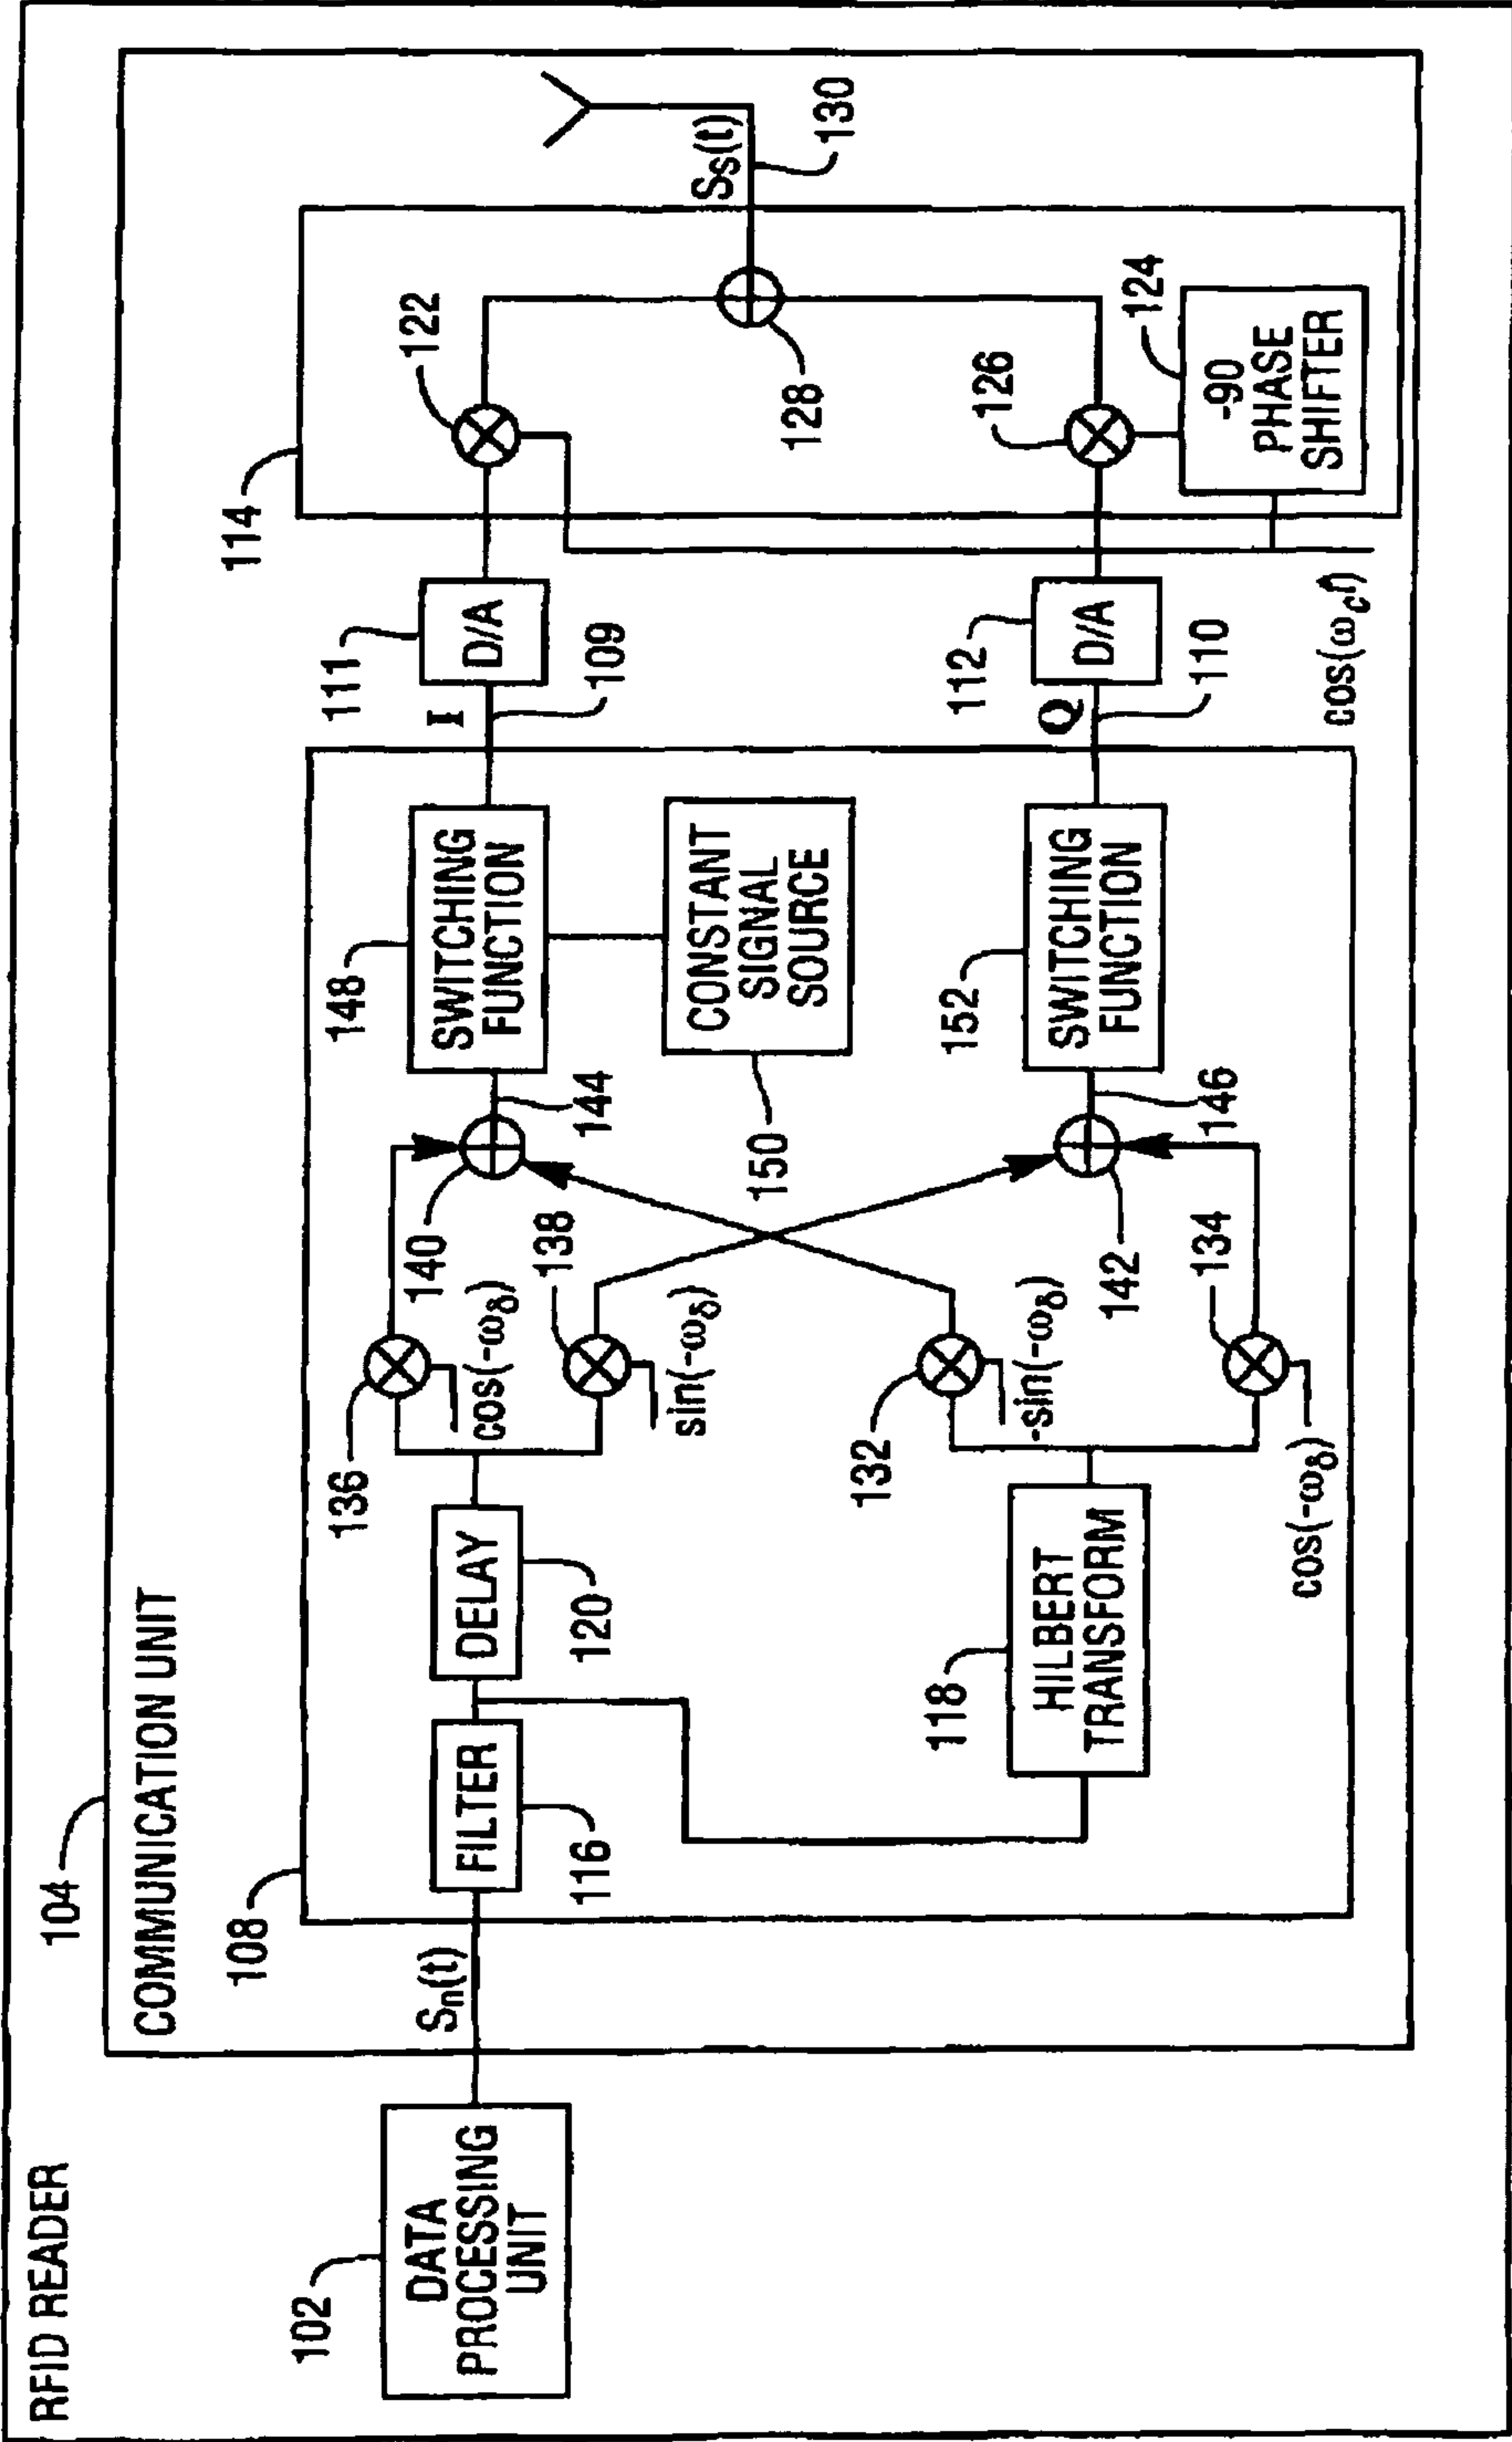 RFID READER
104
COMMUNICATION UNIT
102
DATA
PROCESSING
UNIT
Sn(t)
108
FILTER
116
DELAY
120
118
HILBERT
TRANSFORM
136
cos(-ωδ)
138
sin(-ωδ)
132
-sin(-ωδ)
134
cos(-ωδ)
140
144
142
146
148
SWITCHING
FUNCTION
150
CONSTANT
SIGNAL
SOURCE
152
SWITCHING
FUNCTION
I
109
Q
110
111
D/A
112
D/A
cos(ωct)
114
122
126
128
124
-90
PHASE
SHIFTER
Ss(t)
130